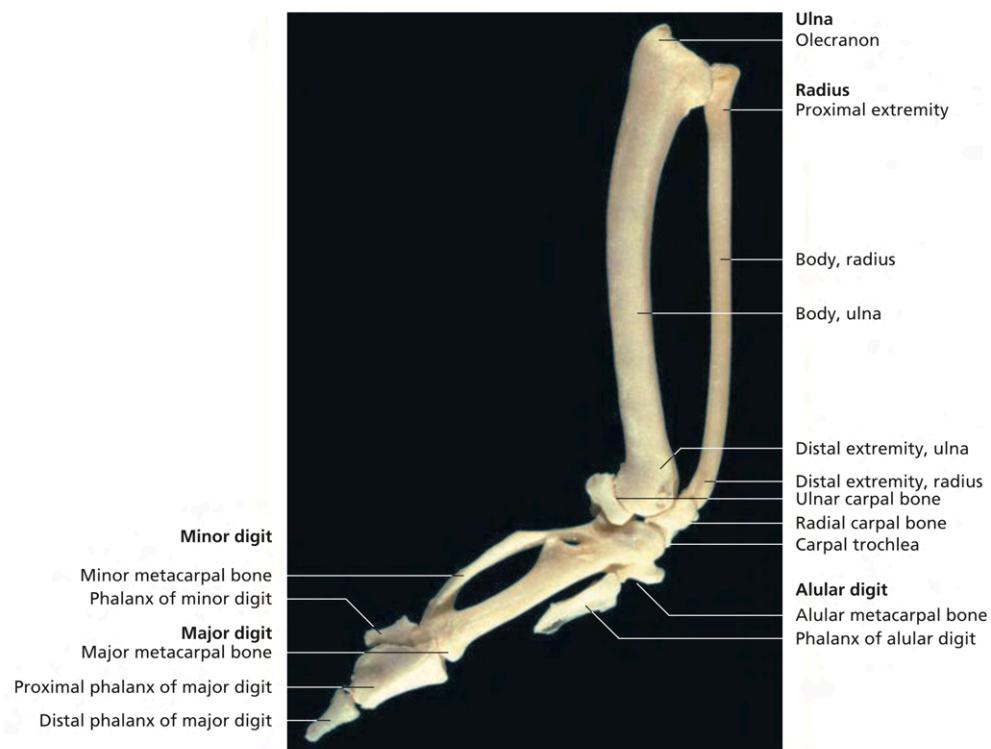 Ulna
Olecranon
Radius
Proximal extremity
Body, radius
Body, ulna
Distal extremity, ulna
Distal extremity, radius
Ulnar carpal bone
Radial carpal bone
Carpal trochlea
Alular digit
Alular metacarpal bone
Phalanx of alular digit
Minor digit
Minor metacarpal bone
Phalanx of minor digit
Major digit
Major metacarpal bone
Proximal phalanx of major digit
Distal phalanx of major digit